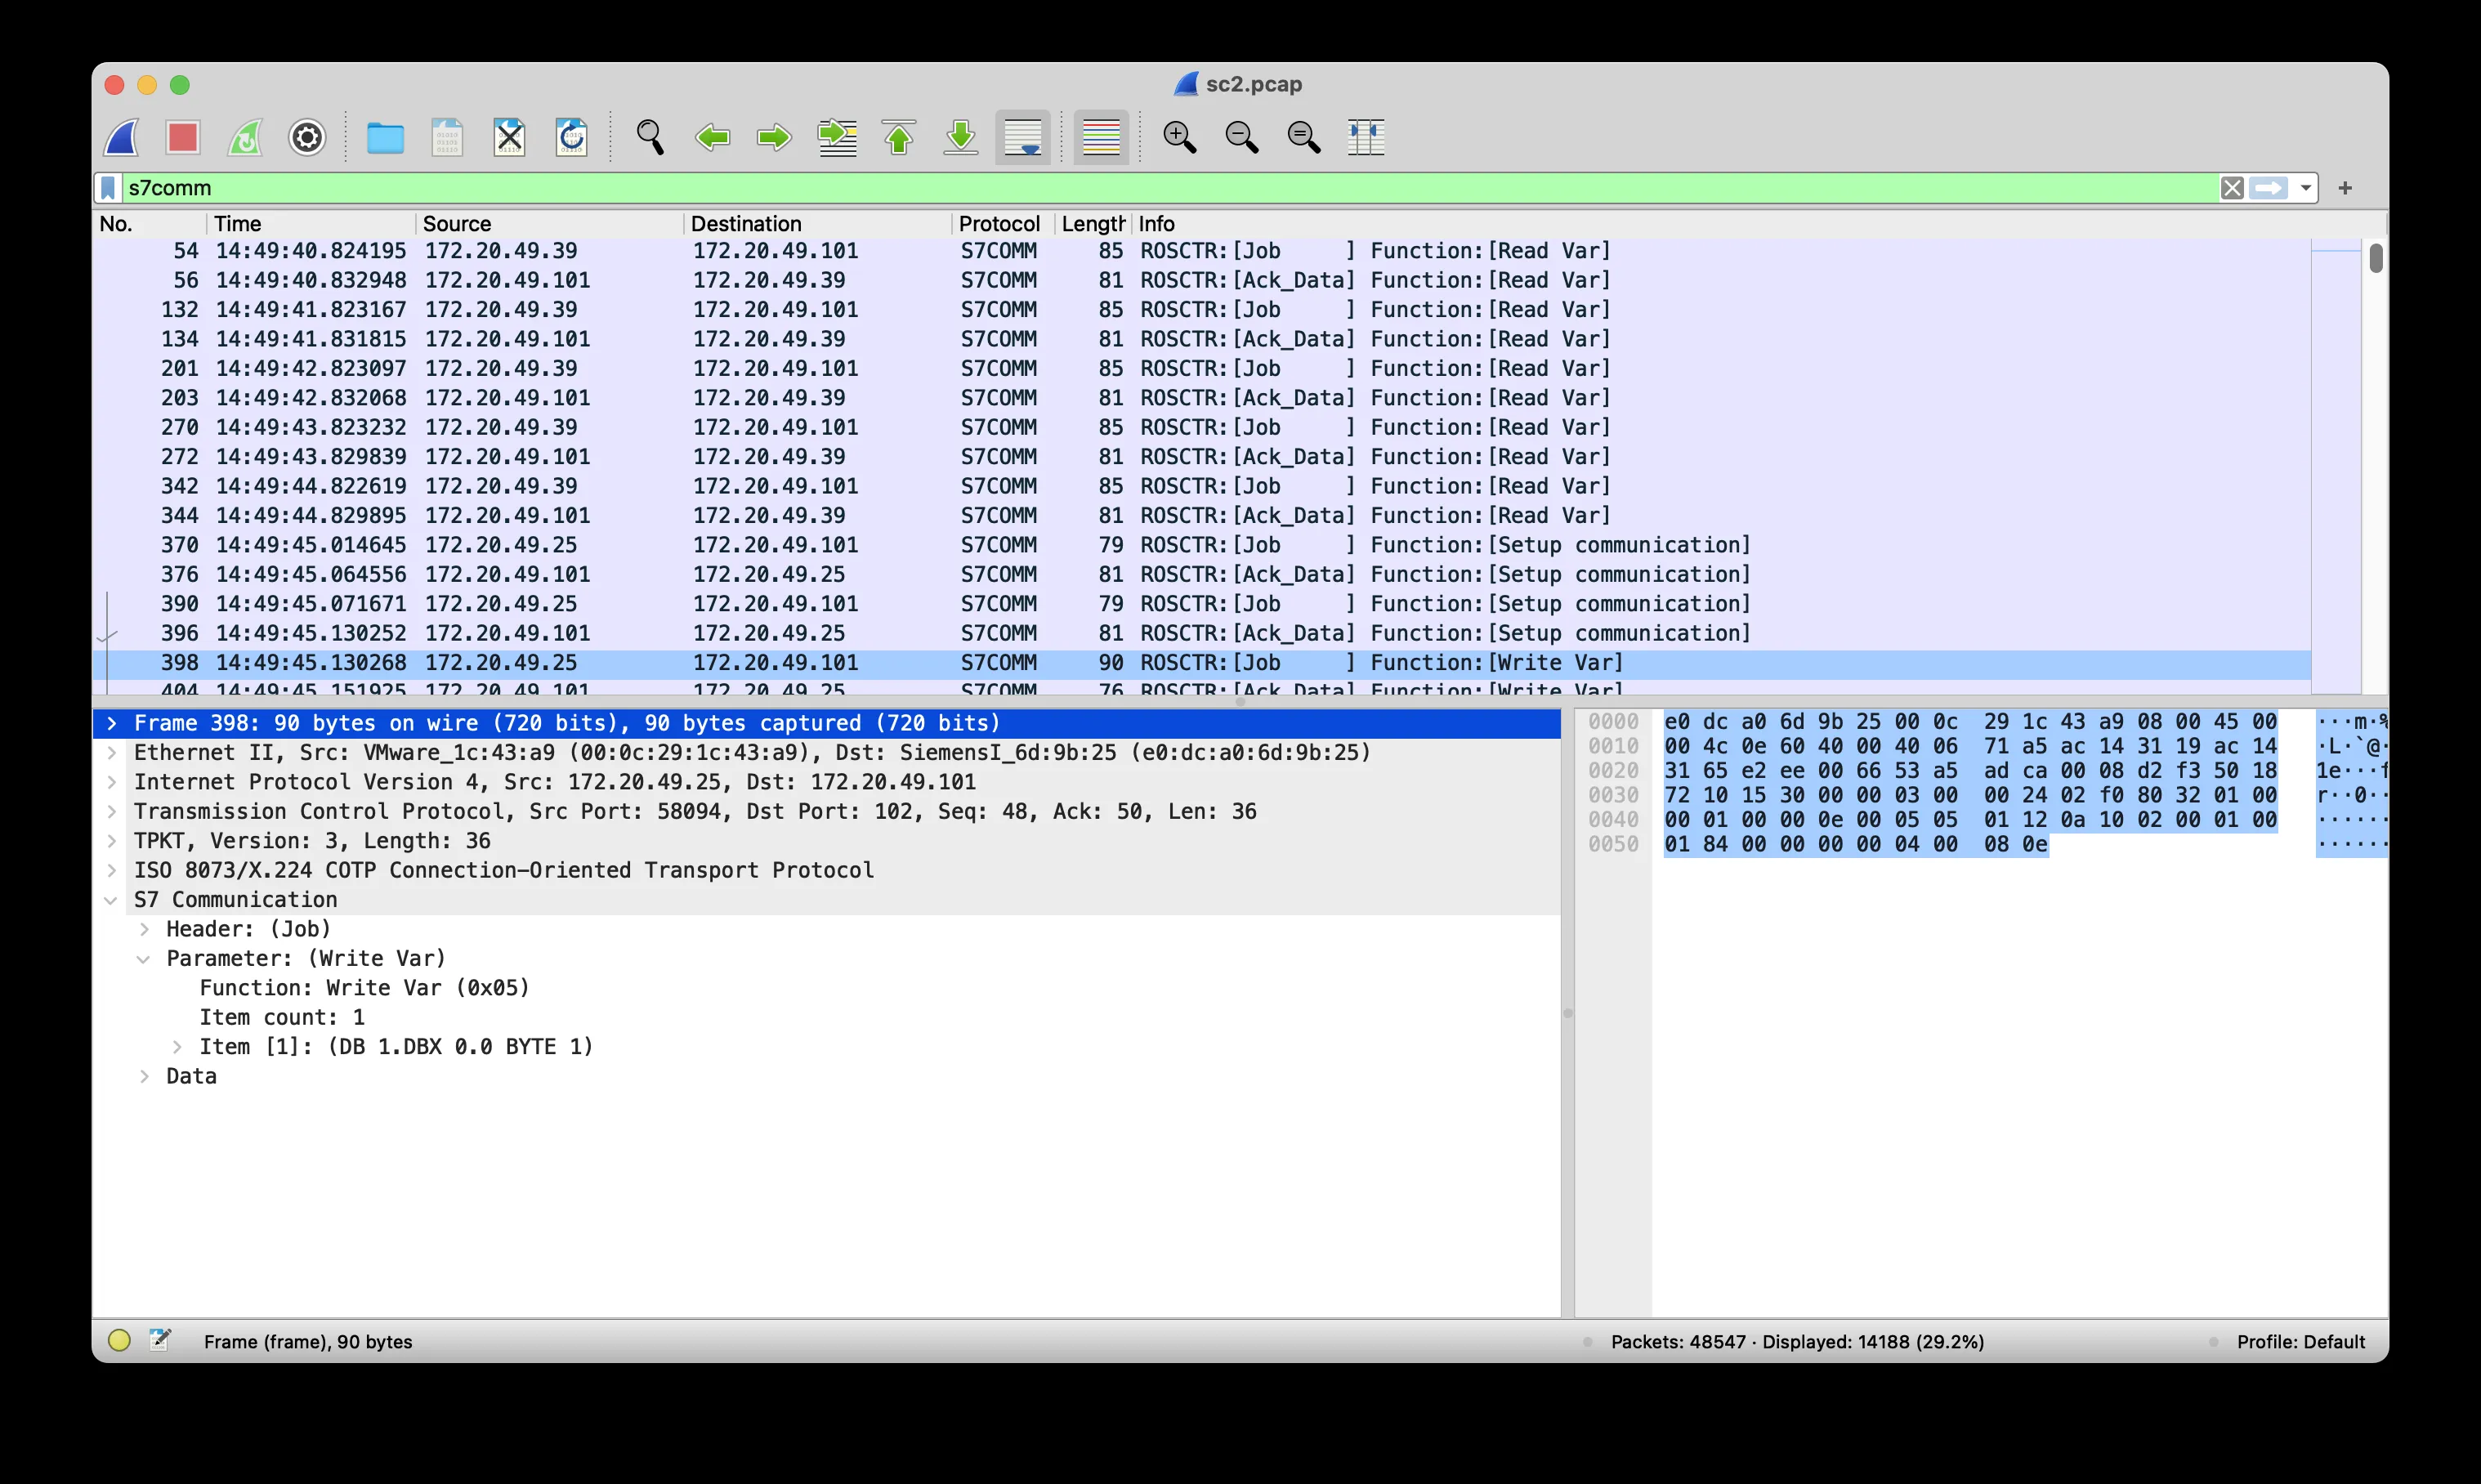 sc2.pcap
s7comm
No. Time Source Destination Protocol Length Info
54 14:49:40.824195 172.20.49.39 172.20.49.101 S7COMM 85 ROSCTR:[Job ] Function:[Read Var]
56 14:49:40.832948 172.20.49.101 172.20.49.39 S7COMM 81 ROSCTR:[Ack_Data] Function:[Read Var]
132 14:49:41.823167 172.20.49.39 172.20.49.101 S7COMM 85 ROSCTR:[Job ] Function:[Read Var]
134 14:49:41.831815 172.20.49.101 172.20.49.39 S7COMM 81 ROSCTR:[Ack_Data] Function:[Read Var]
201 14:49:42.823097 172.20.49.39 172.20.49.101 S7COMM 85 ROSCTR:[Job ] Function:[Read Var]
203 14:49:42.832068 172.20.49.101 172.20.49.39 S7COMM 81 ROSCTR:[Ack_Data] Function:[Read Var]
270 14:49:43.823232 172.20.49.39 172.20.49.101 S7COMM 85 ROSCTR:[Job ] Function:[Read Var]
272 14:49:43.829839 172.20.49.101 172.20.49.39 S7COMM 81 ROSCTR:[Ack_Data] Function:[Read Var]
342 14:49:44.822619 172.20.49.39 172.20.49.101 S7COMM 85 ROSCTR:[Job ] Function:[Read Var]
344 14:49:44.829895 172.20.49.101 172.20.49.39 S7COMM 81 ROSCTR:[Ack_Data] Function:[Read Var]
370 14:49:45.014645 172.20.49.25 172.20.49.101 S7COMM 79 ROSCTR:[Job ] Function:[Setup communication]
376 14:49:45.064556 172.20.49.101 172.20.49.25 S7COMM 81 ROSCTR:[Ack_Data] Function:[Setup communication]
390 14:49:45.071671 172.20.49.25 172.20.49.101 S7COMM 79 ROSCTR:[Job ] Function:[Setup communication]
396 14:49:45.130252 172.20.49.101 172.20.49.25 S7COMM 81 ROSCTR:[Ack_Data] Function:[Setup communication]
398 14:49:45.130268 172.20.49.25 172.20.49.101 S7COMM 90 ROSCTR:[Job ] Function:[Write Var]
404 14:49:45.151925 172.20.49.101 172.20.49.25 S7COMM 76 ROSCTR:[Ack_Data] Function:[Write Var]
Frame 398: 90 bytes on wire (720 bits), 90 bytes captured (720 bits)
Ethernet II, Src: VMware_1c:43:a9 (00:0c:29:1c:43:a9), Dst: SiemensI_6d:9b:25 (e0:dc:a0:6d:9b:25)
Internet Protocol Version 4, Src: 172.20.49.25, Dst: 172.20.49.101
Transmission Control Protocol, Src Port: 58094, Dst Port: 102, Seq: 48, Ack: 50, Len: 36
TPKT, Version: 3, Length: 36
ISO 8073/X.224 COTP Connection-Oriented Transport Protocol
S7 Communication
Header: (Job)
Parameter: (Write Var)
Function: Write Var (0x05)
Item count: 1
Item [1]: (DB 1.DBX 0.0 BYTE 1)
Data
0000 e0 dc a0 6d 9b 25 00 0c 29 1c 43 a9 08 00 45 00 ···m·%
0010 00 4c 0e 60 40 00 40 06 71 a5 ac 14 31 19 ac 14 ·L·`@·
0020 31 65 e2 ee 00 66 53 a5 ad ca 00 08 d2 f3 50 18 1e···f
0030 72 10 15 30 00 00 03 00 00 24 02 f0 80 32 01 00 r··0··
0040 00 01 00 00 0e 00 05 05 01 12 0a 10 02 00 01 00 ······
0050 01 84 00 00 00 00 04 00 08 0e ······
Frame (frame), 90 bytes
Packets: 48547 · Displayed: 14188 (29.2%)
Profile: Default